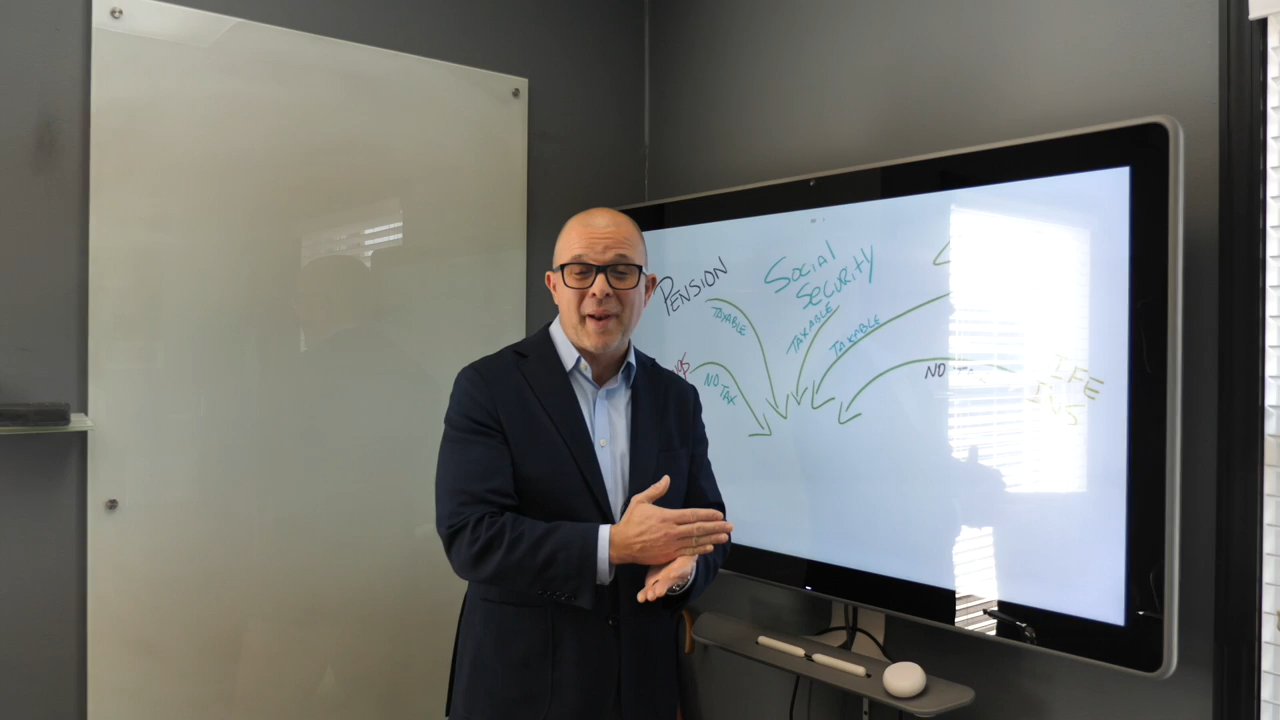 PENSION
TAXABLE
SOCIAL
SECURITY
TAXABLE
TAXABLE
NO
TAX
NO